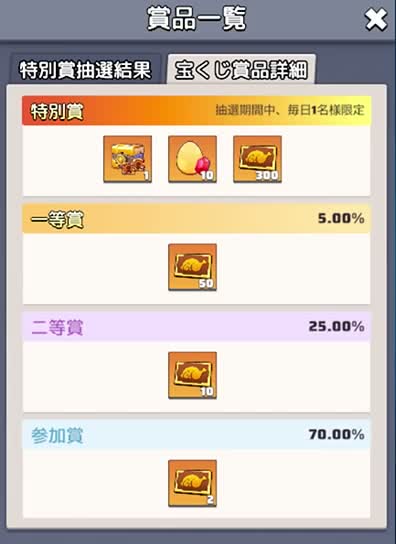 賞品一覧
特別賞抽選結果
宝くじ賞品詳細
特別賞
抽選期間中、毎日1名様限定
1
10
300
一等賞
5.00%
50
二等賞
25.00%
10
参加賞
70.00%
2